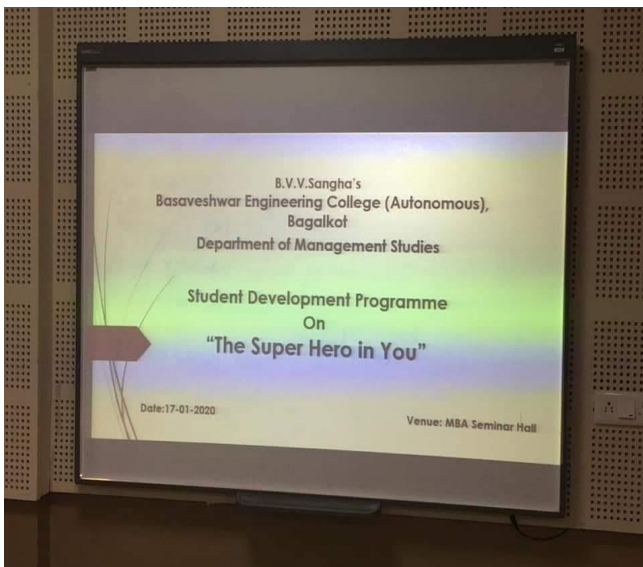 B.V.V.Sangha's
Basaveshwar Engineering College (Autonomous),
Bagalkot
Department of Management Studies
Student Development Programme
On
“The Super Hero in You”
Date:17-01-2020
Venue: MBA Seminar Hall